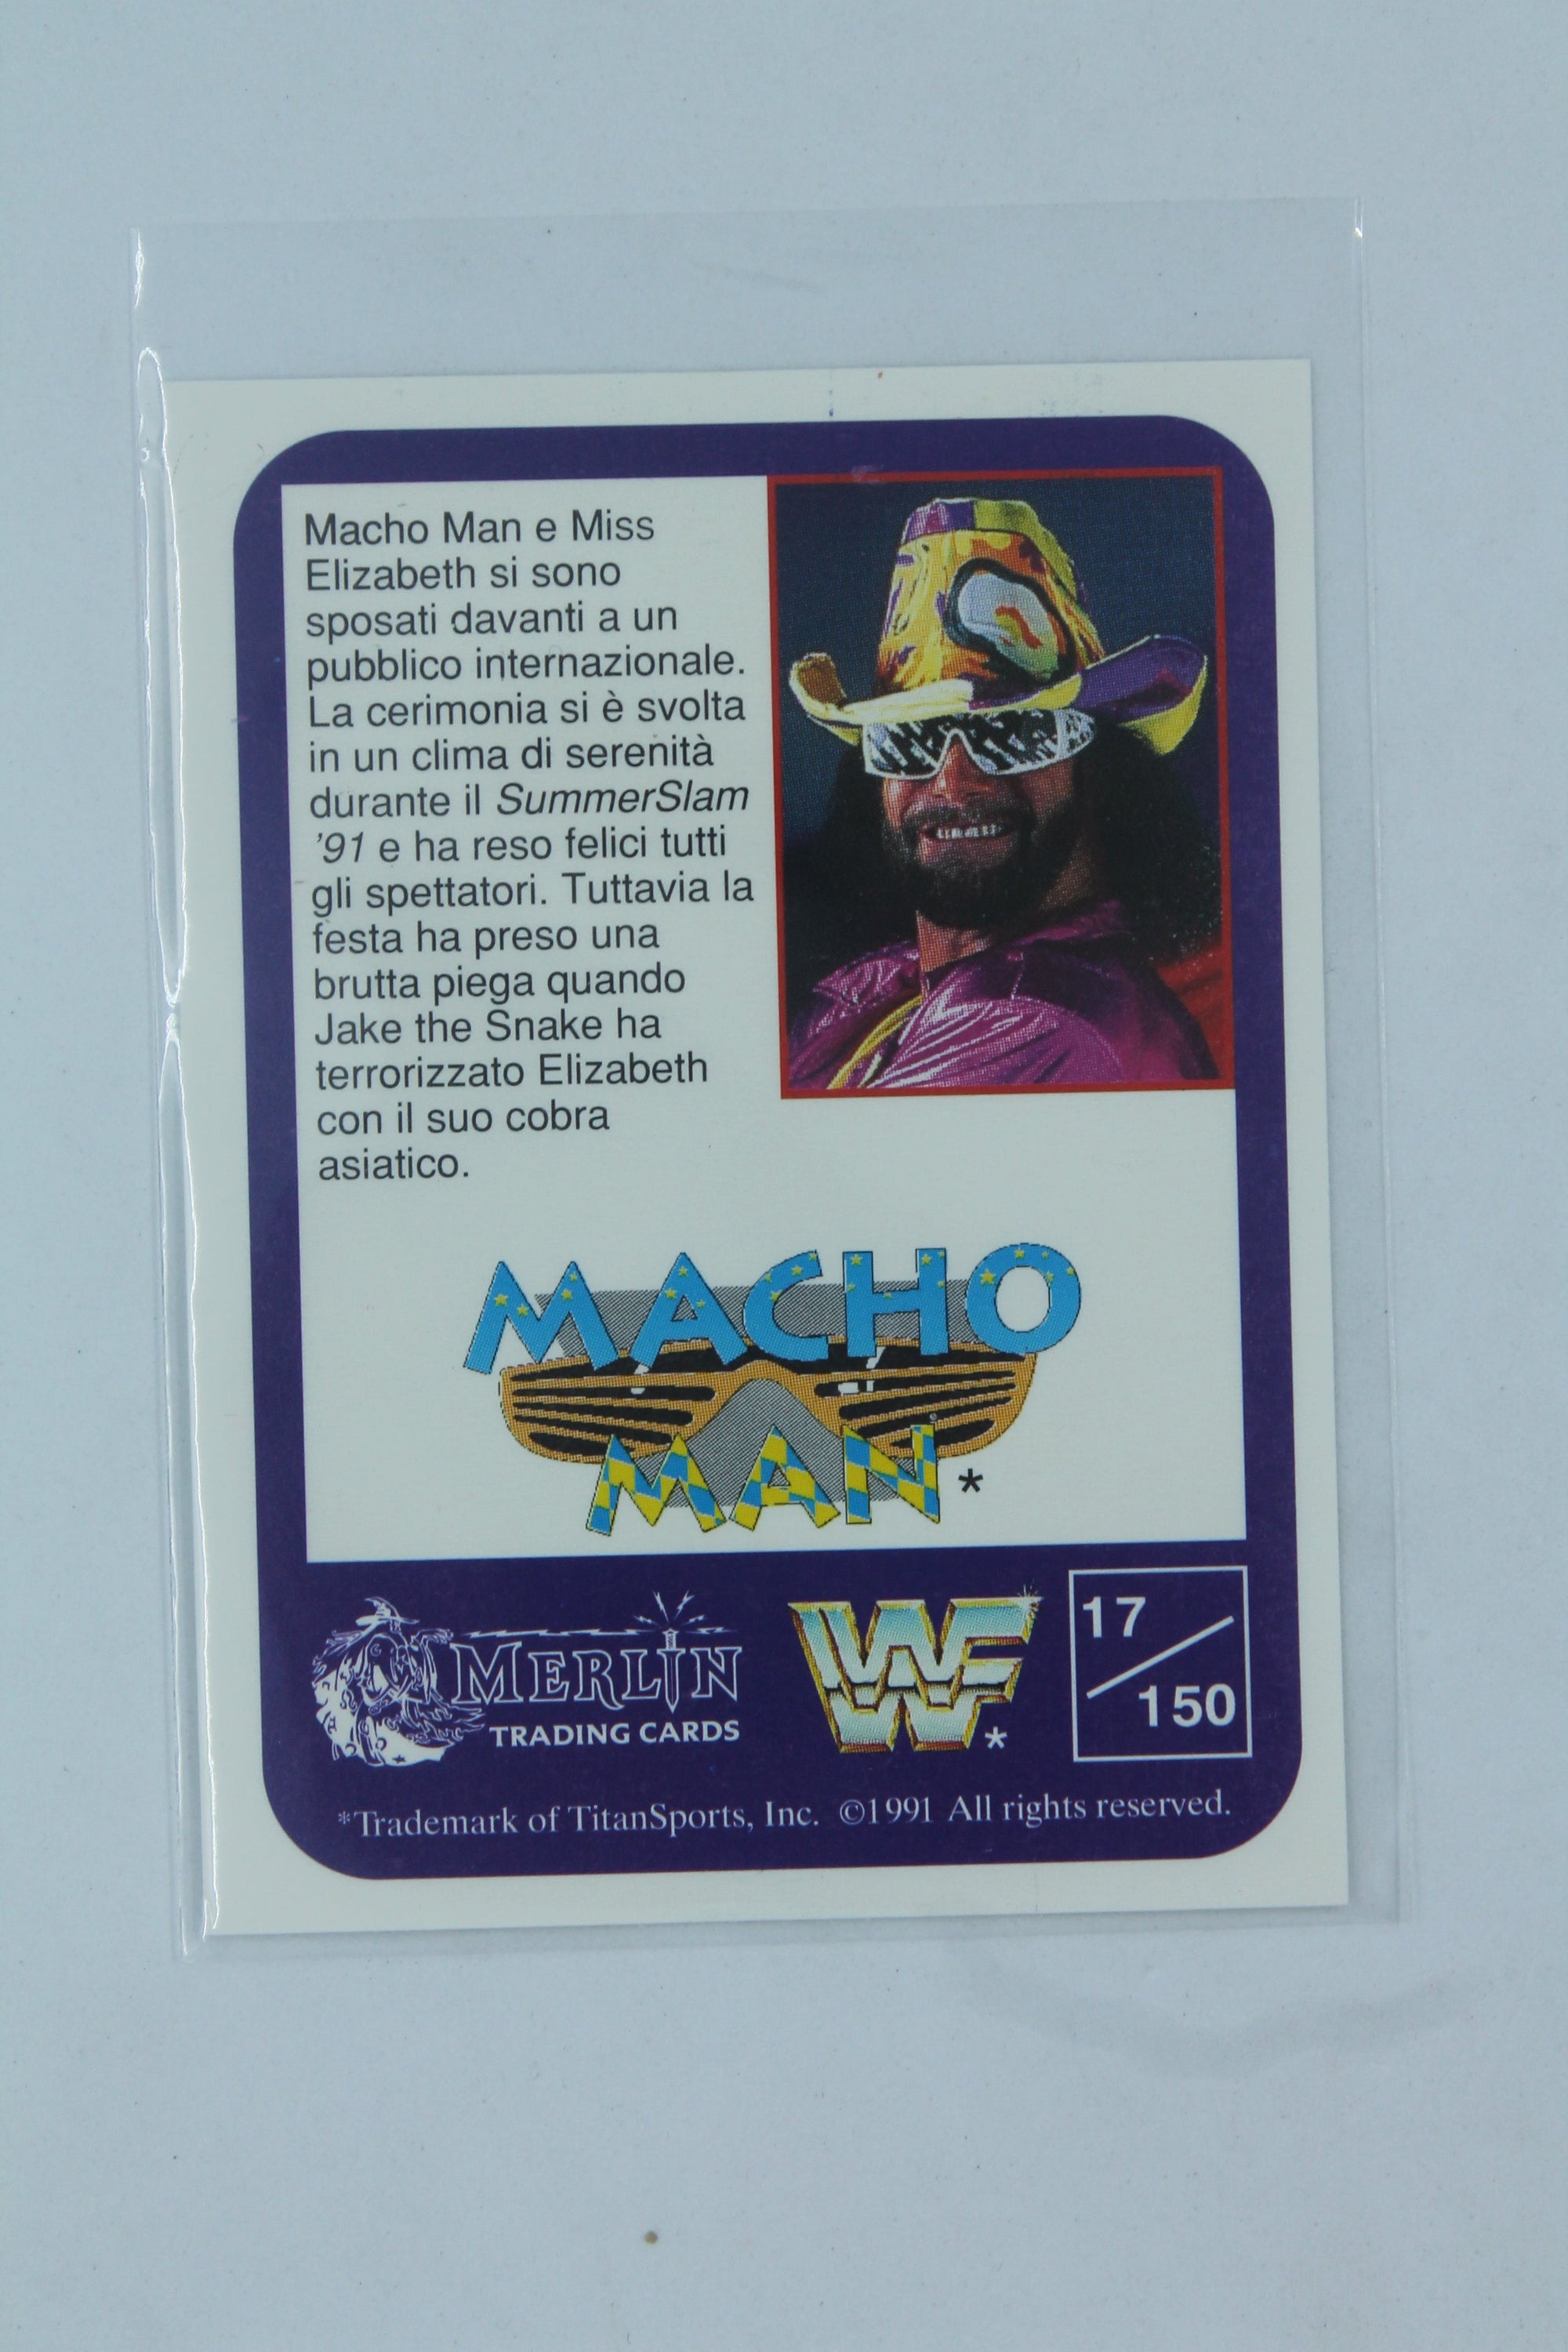 Macho Man e Miss
Elizabeth si sono
sposati davanti a un
pubblico internazionale.
La cerimonia si è svolta
in un clima di serenità
durante il SummerSlam
'91 e ha reso felici tutti
gli spettatori. Tuttavia la
festa ha preso una
brutta piega quando
Jake the Snake ha
terrorizzato Elizabeth
con il suo cobra
asiatico.
MACHO
MAN*
MERLIN
TRADING CARDS
WF*
17/150
*Trademark of TitanSports, Inc. ©1991 All rights reserved.